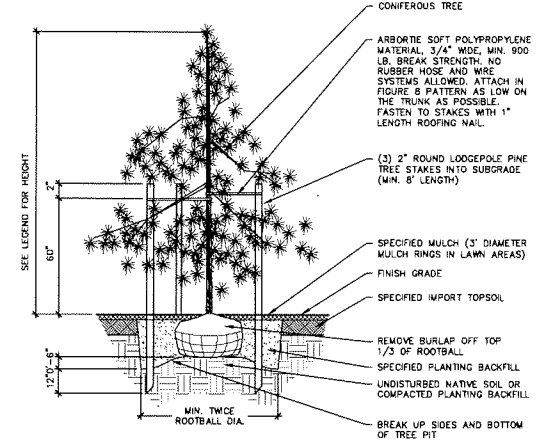 CONIFEROUS TREE
ARBORTIE SOFT POLYPROPYLENE
MATERIAL, 3/4" WIDE, MIN. 900
LB. BREAK STRENGTH. NO
RUBBER HOSE AND WIRE
SYSTEMS ALLOWED. ATTACH IN
FIGURE 8 PATTERN AS LOW ON
THE TRUNK AS POSSIBLE.
FASTEN TO STAKES WITH 1"
LENGTH ROOFING NAIL.
(3) 2" ROUND LODGEPOLE PINE
TREE STAKES INTO SUBGRADE
(MIN. 8' LENGTH)
SPECIFIED MULCH (3' DIAMETER
MULCH RINGS IN LAWN AREAS)
FINISH GRADE
SPECIFIED IMPORT TOPSOIL
REMOVE BURLAP OFF TOP
1/3 OF ROOTBALL
SPECIFIED PLANTING BACKFILL
UNDISTURBED NATIVE SOIL OR
COMPACTED PLANTING BACKFILL
BREAK UP SIDES AND BOTTOM
OF TREE PIT
SEE LEGEND FOR HEIGHT
2"
60"
0'-6"
12"
MIN. TWICE
ROOTBALL DIA.